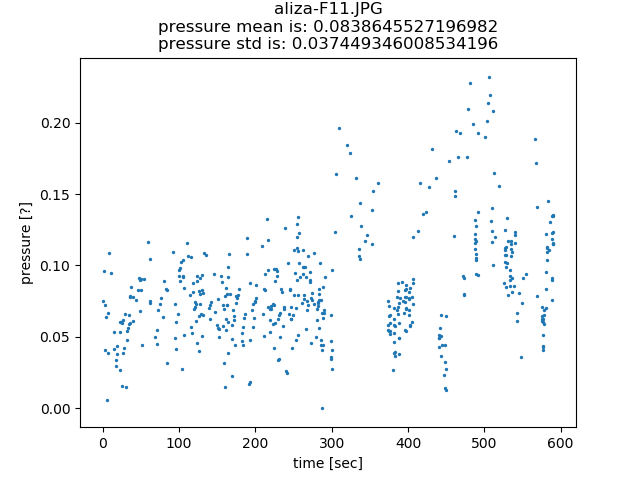 aliza-F11.JPG
pressure mean is: 0.0838645527196982
pressure std is: 0.037449346008534196
0.20
0.15
0.10
0.05
0.00
pressure [?]
0 100 200 300 400 500 600
time [sec]